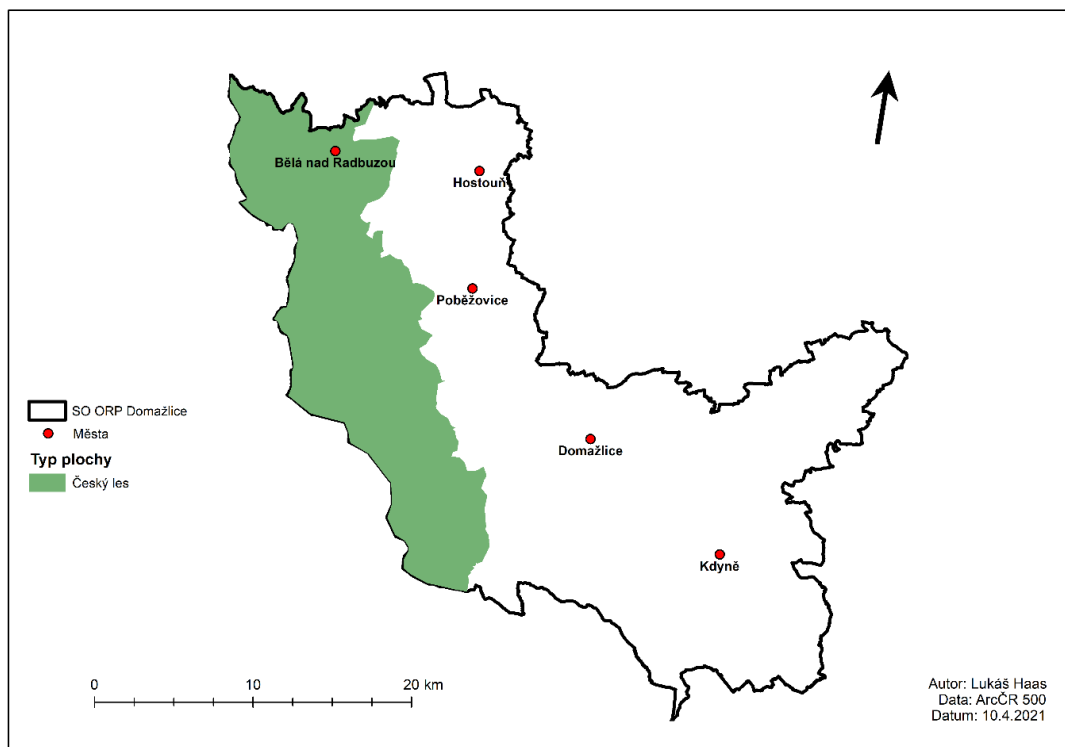 Bělá nad Radbuzou
Hostouň
Poběžovice
Domažlice
Kdyně
SO ORP Domažlice
Města
Typ plochy
Český les
0 10 20 km
Autor: Lukáš Haas
Data: ArcČR 500
Datum: 10.4.2021